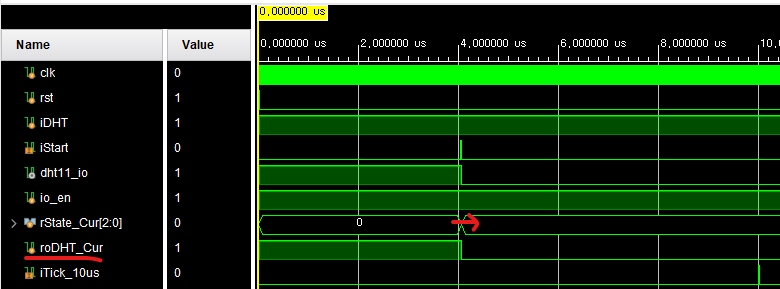 0,000000 us
Name Value
0,000000 us 2,000000 us 4,000000 us 6,000000 us 8,000000 us 10,0
clk 0
rst 1
iDHT 1
iStart 0
dht11_io 1
io_en 1
rState_Cur[2:0] 0 0
roDHT_Cur 1
iTick_10us 0